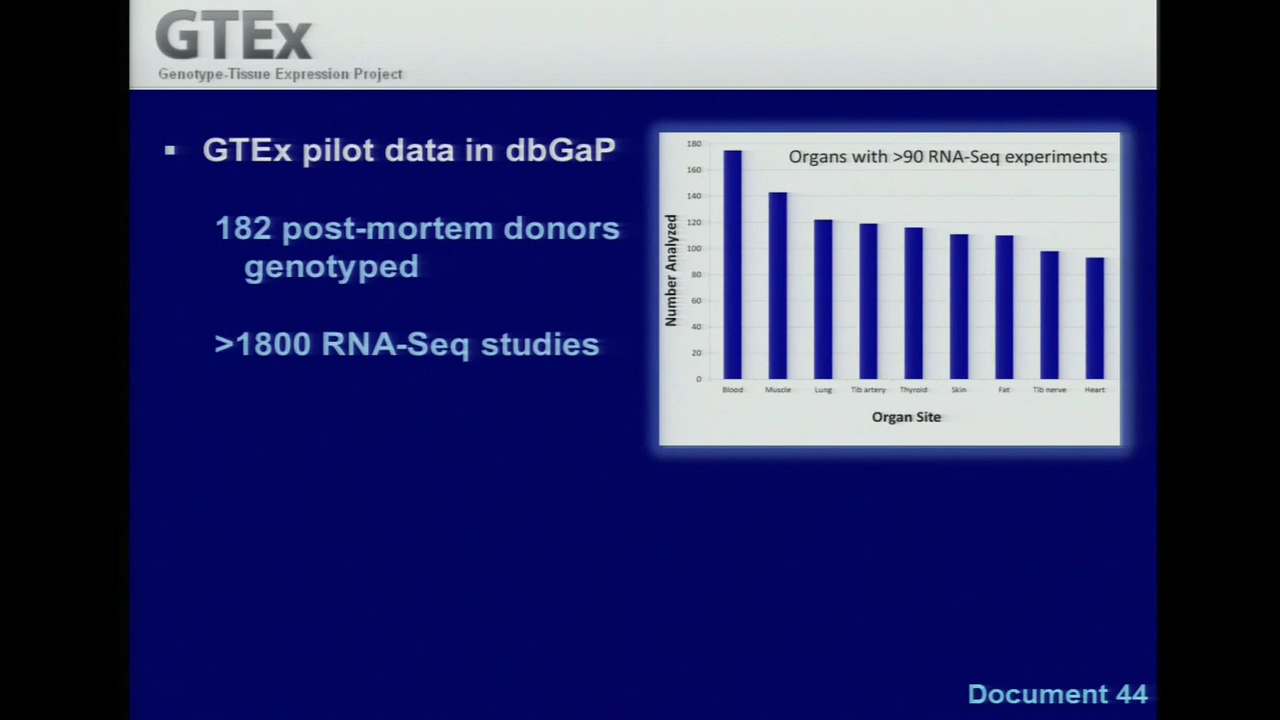 GTEx
Genotype-Tissue Expression Project
▪ GTEx pilot data in dbGaP
182 post-mortem donors
genotyped
>1800 RNA-Seq studies
Organs with >90 RNA-Seq experiments
Number Analyzed
180
160
140
120
100
80
60
40
20
0
Blood Muscle Lung Tib artery Thyroid Skin Fat Tib nerve Heart
Organ Site
Document 44